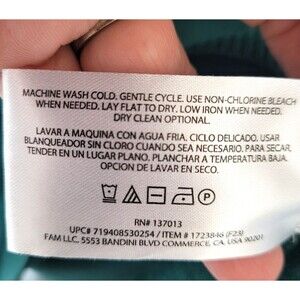 MACHINE WASH COLD. GENTLE CYCLE. USE NON-CHLORINE BLEACH
WHEN NEEDED. LAY FLAT TO DRY. LOW IRON WHEN NEEDED.
DRY CLEAN OPTIONAL.
LAVAR A MAQUINA CON AGUA FRIA. CICLO DELICADO. USAR
BLANQUEADOR SIN CLORO CUANDO SEA NECESARIO. PARA SECAR,
TENDER EN UN LUGAR PLANO. PLANCHAR A TEMPERATURA BAJA.
OPCION DE LAVAR EN SECO.
RN# 137013
UPC# 719408530254 / ITEM # 1723846 (F23)
FAM LLC, 5553 BANDINI BLVD COMMERCE, CA, USA 90201